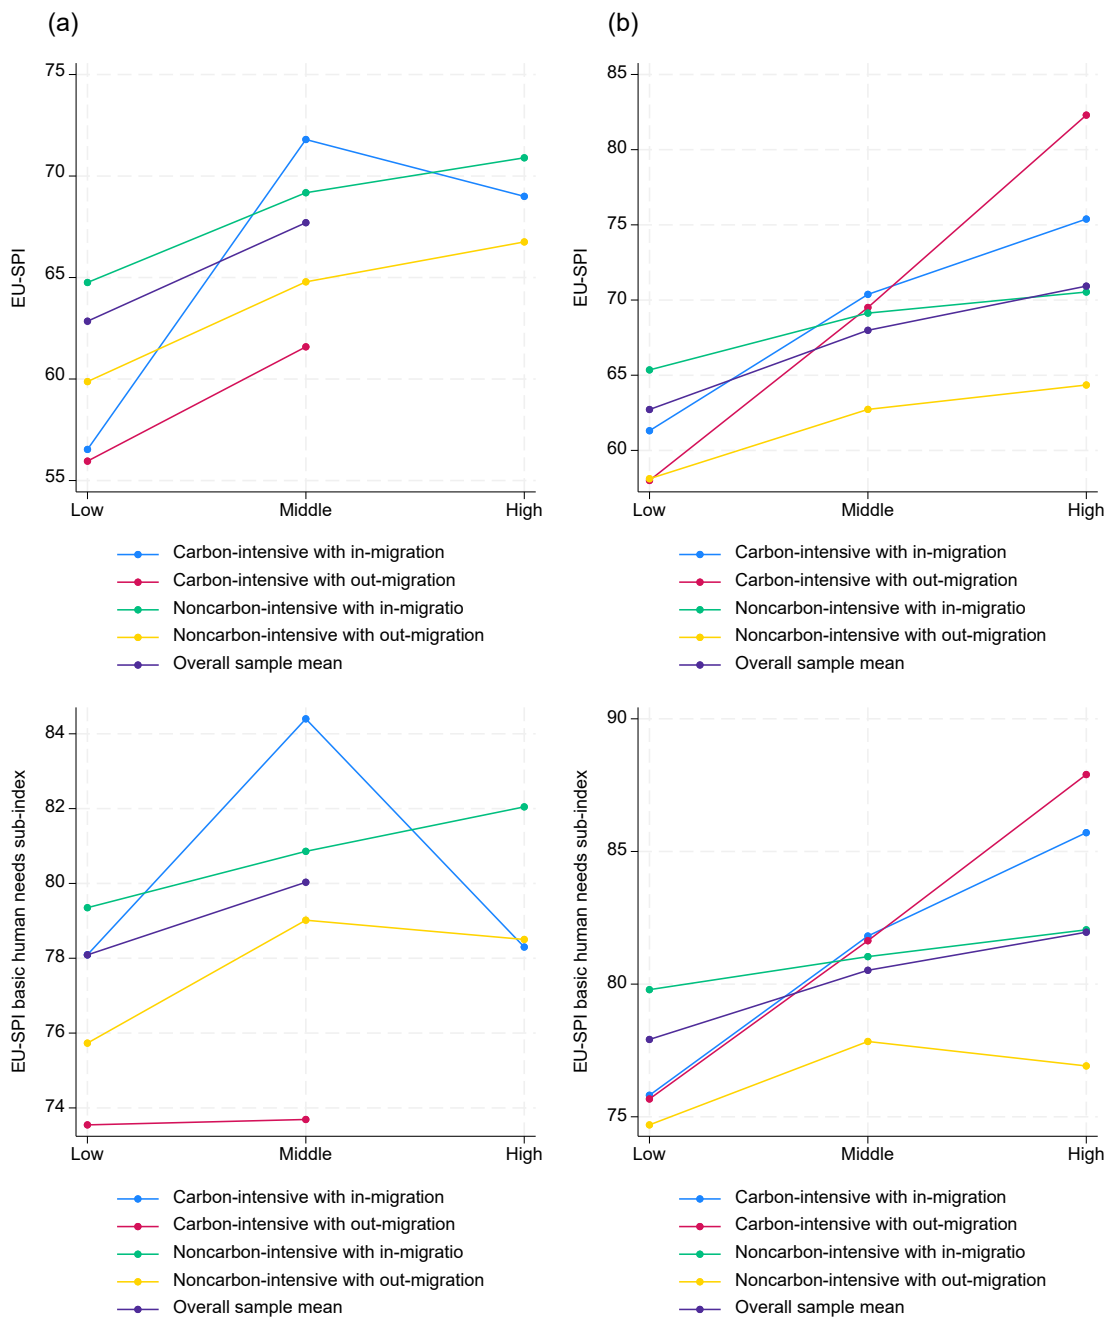 (a)
EU-SPI
75
70
65
60
55
Low Middle High
Carbon-intensive with in-migration
Carbon-intensive with out-migration
Noncarbon-intensive with in-migratio
Noncarbon-intensive with out-migration
Overall sample mean
(b)
EU-SPI
85
80
75
70
65
60
Low Middle High
Carbon-intensive with in-migration
Carbon-intensive with out-migration
Noncarbon-intensive with in-migratio
Noncarbon-intensive with out-migration
Overall sample mean
EU-SPI basic human needs sub-index
84
82
80
78
76
74
Low Middle High
Carbon-intensive with in-migration
Carbon-intensive with out-migration
Noncarbon-intensive with in-migratio
Noncarbon-intensive with out-migration
Overall sample mean
EU-SPI basic human needs sub-index
90
85
80
75
Low Middle High
Carbon-intensive with in-migration
Carbon-intensive with out-migration
Noncarbon-intensive with in-migratio
Noncarbon-intensive with out-migration
Overall sample mean